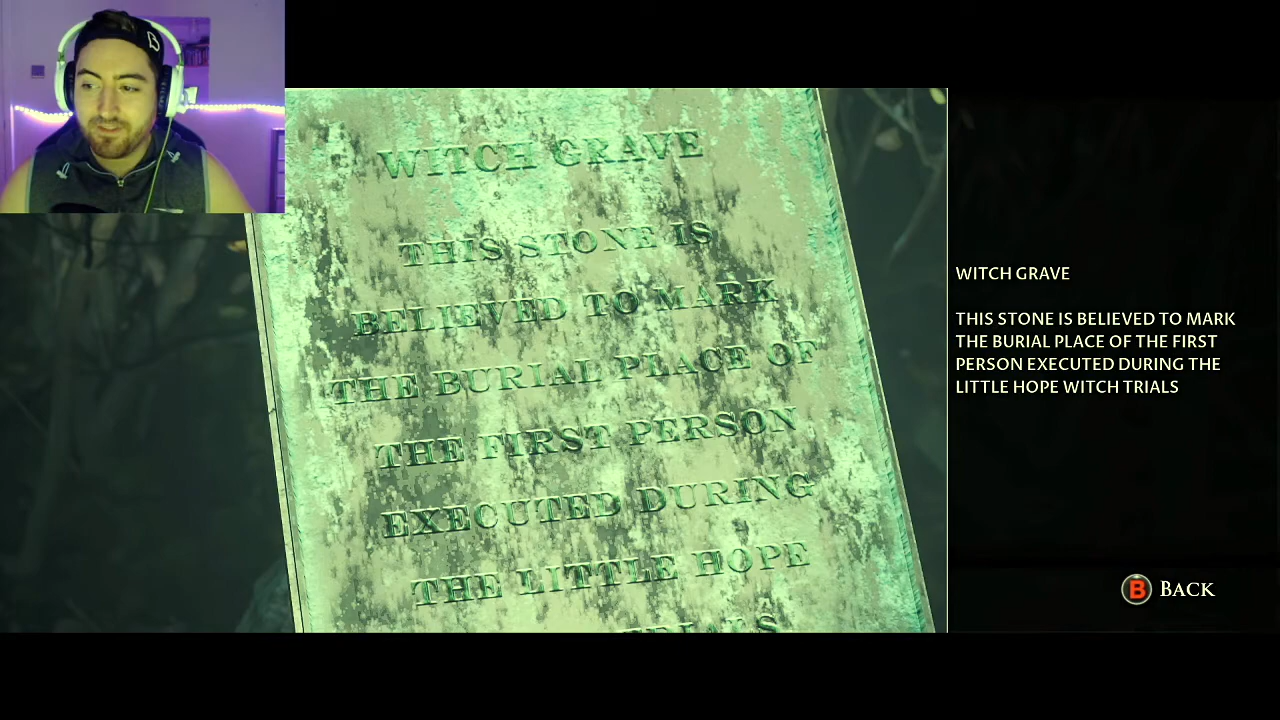 WITCH GRAVE
THIS STONE IS
BELIEVED TO MARK
THE BURIAL PLACE OF
THE FIRST PERSON
EXECUTED DURING
THE LITTLE HOPE
TRIALS
WITCH GRAVE
THIS STONE IS BELIEVED TO MARK
THE BURIAL PLACE OF THE FIRST
PERSON EXECUTED DURING THE
LITTLE HOPE WITCH TRIALS
B BACK